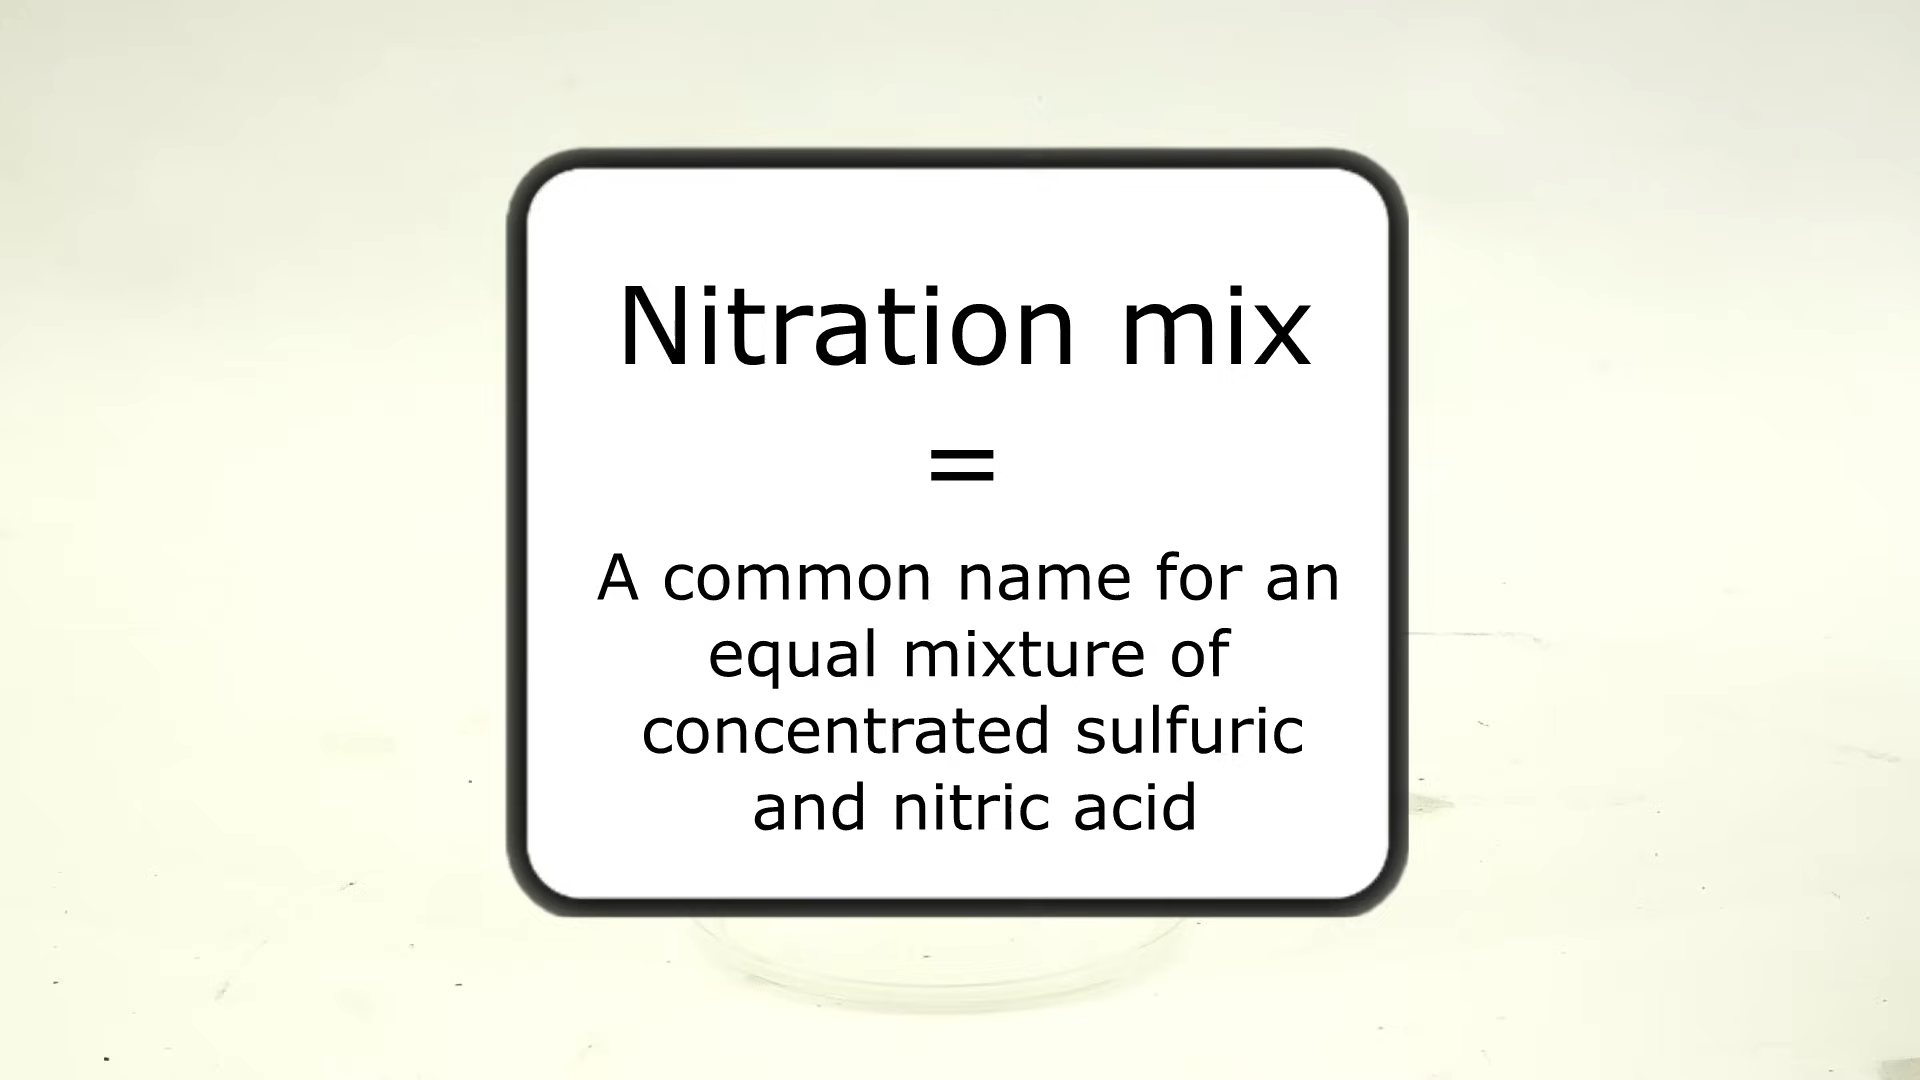 Nitration mix
=
A common name for an
equal mixture of
concentrated sulfuric
and nitric acid